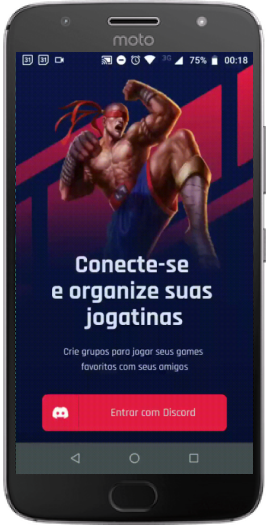 moto
31 31 3G 75% 00:18
Conecte-se
e organize suas
jogatinas
Crie grupos para jogar seus games
favoritos com seus amigos
Entrar com Discord